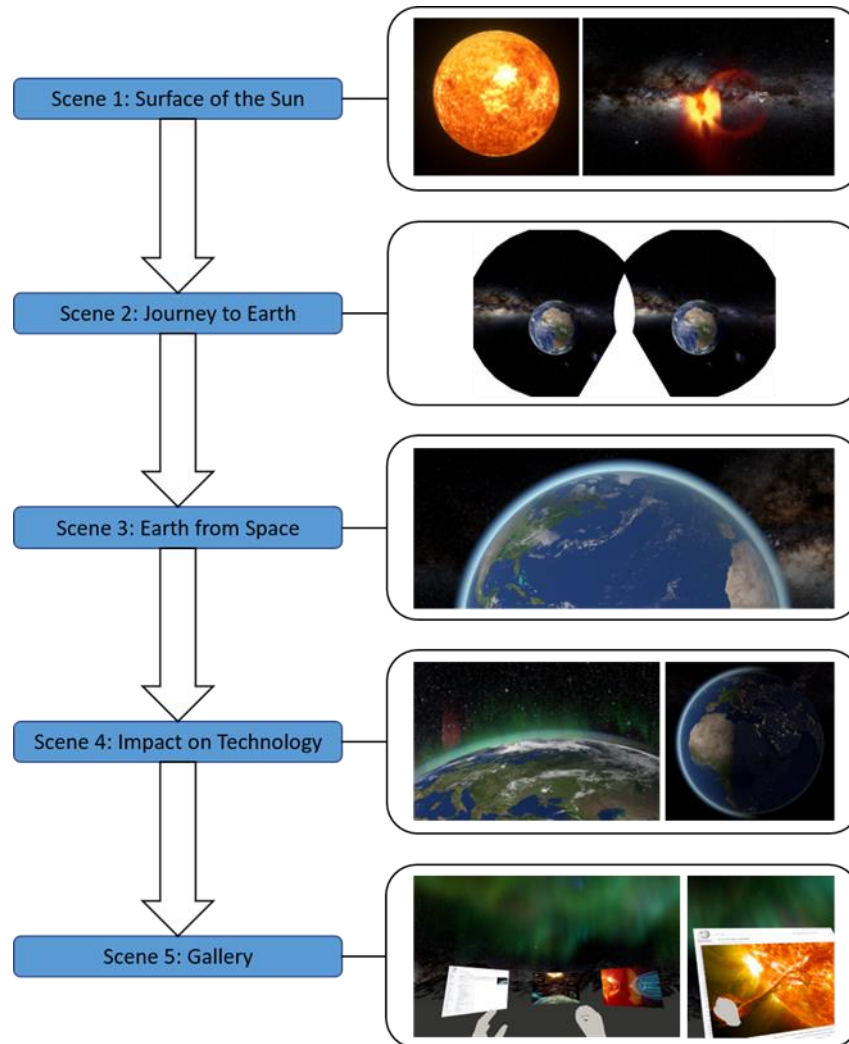 Scene 1: Surface of the Sun
Scene 2: Journey to Earth
Scene 3: Earth from Space
Scene 4: Impact on Technology
Scene 5: Gallery